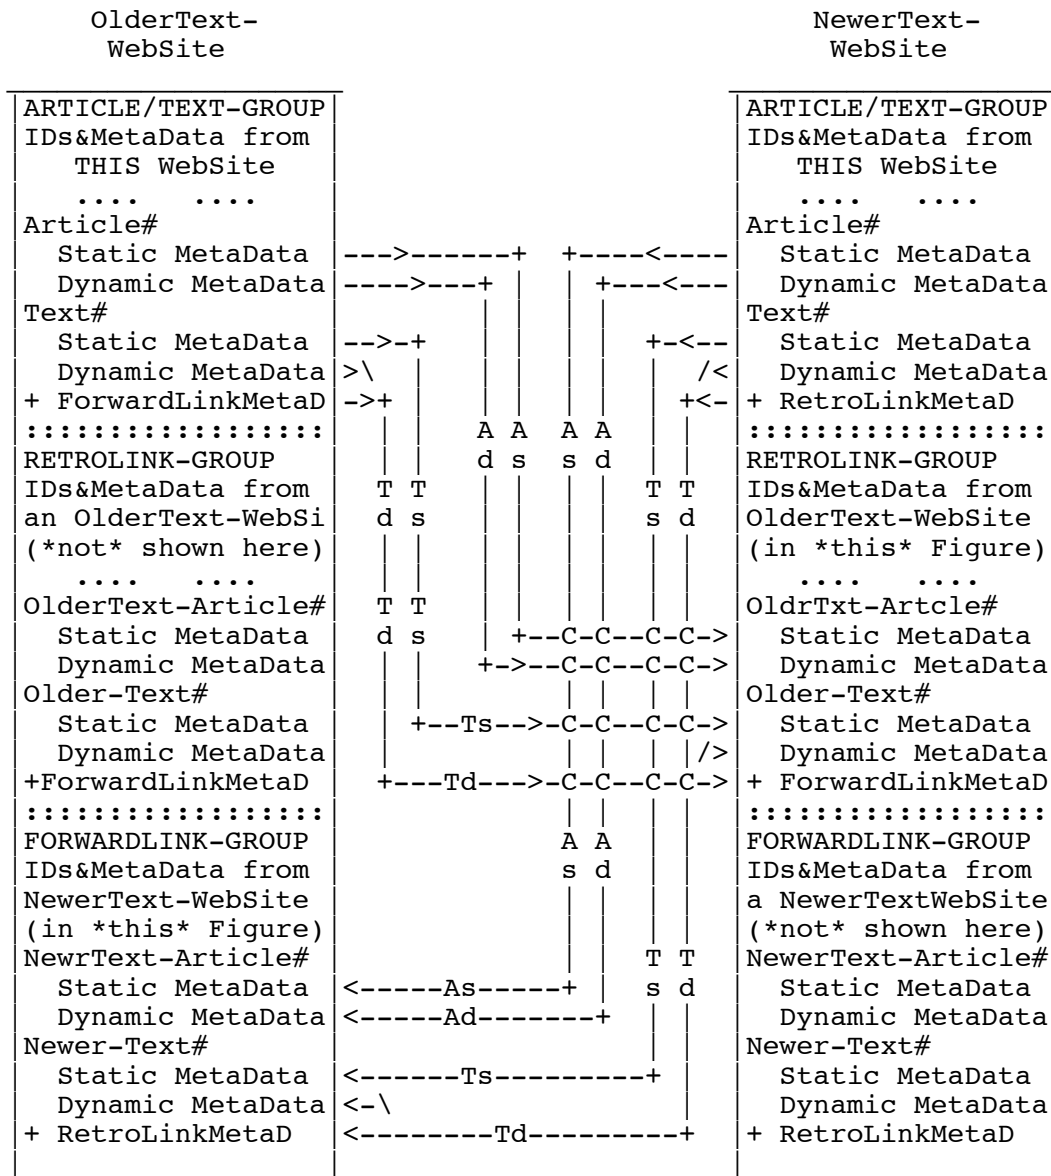 OlderText-                                 NewerText-
      WebSite                                    WebSite
____________________                       ___________________
|ARTICLE/TEXT-GROUP|                       |ARTICLE/TEXT-GROUP
|IDs&MetaData from |                       |IDs&MetaData from
|   THIS WebSite   |                       |   THIS WebSite
|   ....   ....    |                       |   ....   ....
|Article#          |                       |Article#
|  Static MetaData |--->------+  +----<----|  Static MetaData
|  Dynamic MetaData|---->---+ |  | +---<---|  Dynamic MetaData
|Text#             |        | |  | |       |Text#
|  Static MetaData |-->-+   | |  | |  +-<--|  Static MetaData
|  Dynamic MetaData|>\  |   | |  | |  |  /<|  Dynamic MetaData
|+ ForwardLinkMetaD|->+ |   | |  | |  | +<-|+ RetroLinkMetaD
|::::::::::::::::::|  | |   A A  A A  | |  |::::::::::::::::::
|RETROLINK-GROUP   |  | |   d s  s d  | |  |RETROLINK-GROUP
|IDs&MetaData from |  T T   | |  | |  T T  |IDs&MetaData from
|an OlderText-WebSi|  d s   | |  | |  s d  |OlderText-WebSite
|(*not* shown here)|  | |   | |  | |  | |  |(in *this* Figure)
|   ....   ....    |  | |   | |  | |  | |  |   ....   ....
|OlderText-Article#|  T T   | |  | |  | |  |OldrTxt-Artcle#
|  Static MetaData |  d s   | +--C-C--C-C->|  Static MetaData
|  Dynamic MetaData|  | |   +->--C-C--C-C->|  Dynamic MetaData
|Older-Text#       |  | |        | |  | |  |Older-Text#
|  Static MetaData |  | +--Ts-->-C-C--C-C->|  Static MetaData
|  Dynamic MetaData|  |          | |  | |/>|  Dynamic MetaData
|+ForwardLinkMetaD |  +---Td--->-C-C--C-C->|+ ForwardLinkMetaD
|::::::::::::::::::|             | |  | |  |::::::::::::::::::
|FORWARDLINK-GROUP |             A A  | |  |FORWARDLINK-GROUP
|IDs&MetaData from |             s d  | |  |IDs&MetaData from
|NewerText-WebSite |             | |  | |  |a NewerTextWebSite
|(in *this* Figure)|             | |  | |  |(*not* shown here)
|NewrText-Article# |             | |  T T  |NewerText-Article#
|  Static MetaData |<-----As-----+ |  s d  |  Static MetaData
|  Dynamic MetaData|<-----Ad-------+  | |  |  Dynamic MetaData
|Newer-Text#       |                  | |  |Newer-Text#
|  Static MetaData |<------Ts---------+ |  |  Static MetaData
|  Dynamic MetaData|<-\                 |  |  Dynamic MetaData
|+ RetroLinkMetaD  |<--------Td---------+  |+ RetroLinkMetaD
|                  |                       |